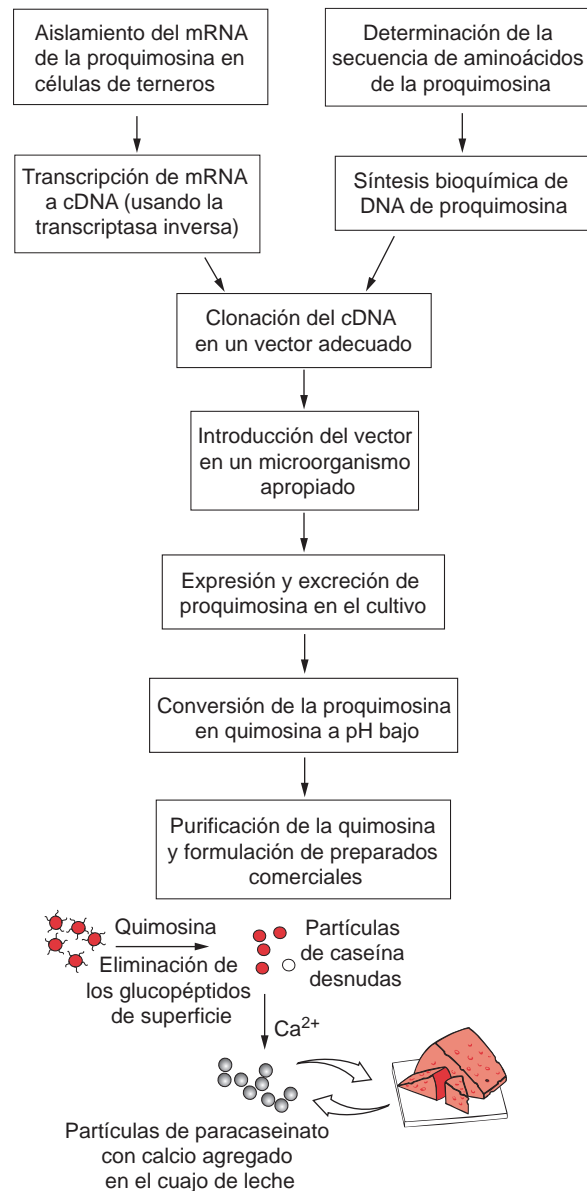 Aislamiento del mRNA
de la proquimosina en
células de terneros
Determinación de la
secuencia de aminoácidos
de la proquimosina
Transcripción de mRNA
a cDNA (usando la
transcriptasa inversa)
Síntesis bioquímica de
DNA de proquimosina
Clonación del cDNA
en un vector adecuado
Introducción del vector
en un microorganismo
apropiado
Expresión y excreción de
proquimosina en el cultivo
Conversión de la proquimosina
en quimosina a pH bajo
Purificación de la quimosina
y formulación de preparados
comerciales
Quimosina
Eliminación de
los glucopéptidos
de superficie
Partículas
de caseína
desnudas
Ca²⁺
Partículas de paracaseinato
con calcio agregado
en el cuajo de leche